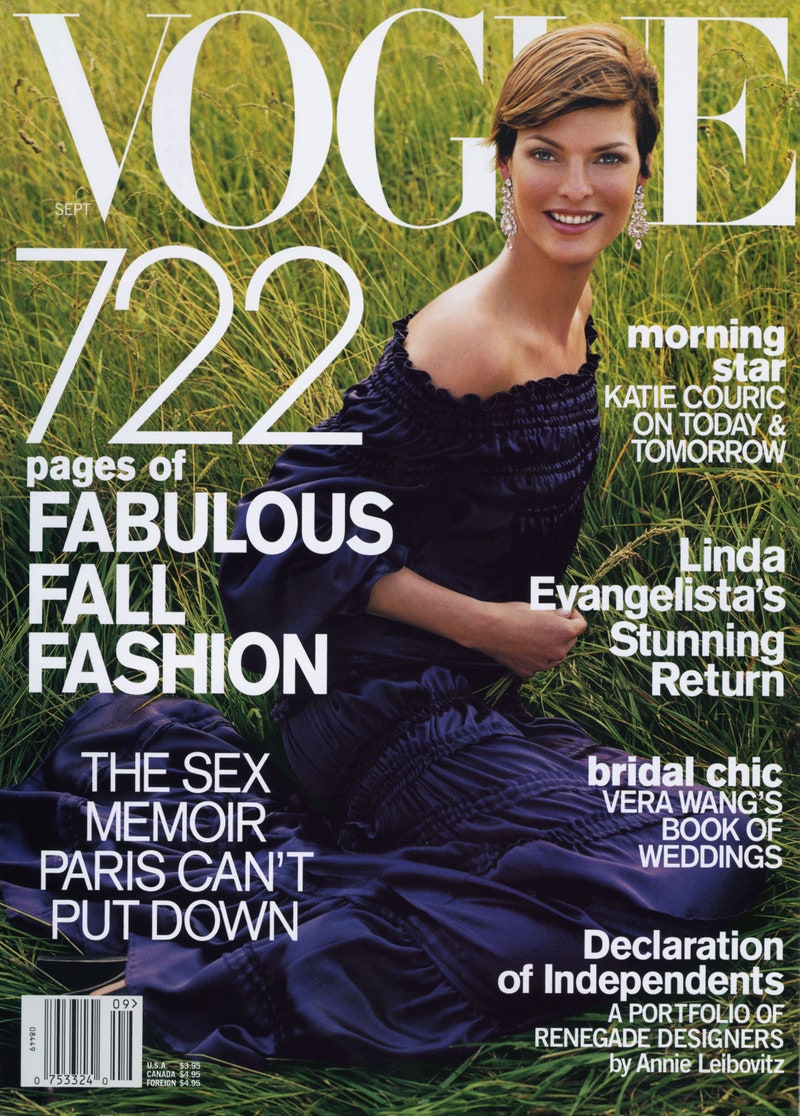 VOGUE
SEPT
722
pages of
FABULOUS
FALL
FASHION
THE SEX
MEMOIR
PARIS CAN'T
PUT DOWN
morning
star
KATIE COURIC
ON TODAY &
TOMORROW
Linda
Evangelista's
Stunning
Return
bridal chic
VERA WANG'S
BOOK OF
WEDDINGS
Declaration
of Independents
A PORTFOLIO OF
RENEGADE DESIGNERS
by Annie Leibovitz
09>
08449
0 753324 0
U.S.A. $3.95
CANADA $4.95
FOREIGN $4.95